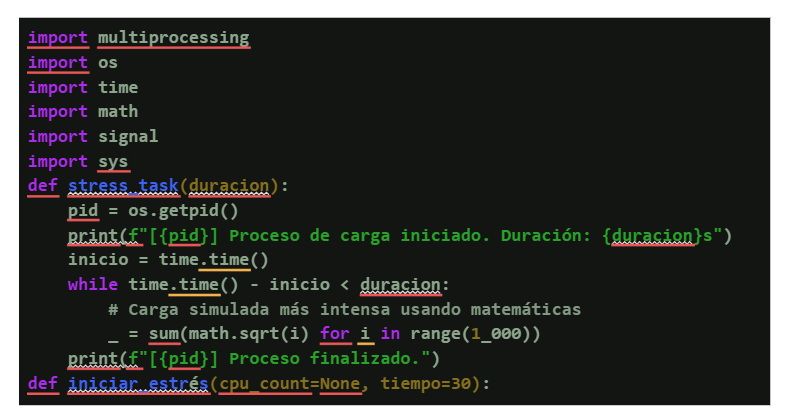 import multiprocessing
import os
import time
import math
import signal
import sys
def stress_task(duracion):
    pid = os.getpid()
    print(f"[{pid}] Proceso de carga iniciado. Duración: {duracion}s")
    inicio = time.time()
    while time.time() - inicio < duracion:
        # Carga simulada más intensa usando matemáticas
        _ = sum(math.sqrt(i) for i in range(1_000))
    print(f"[{pid}] Proceso finalizado.")
def iniciar_estrés(cpu_count=None, tiempo=30):